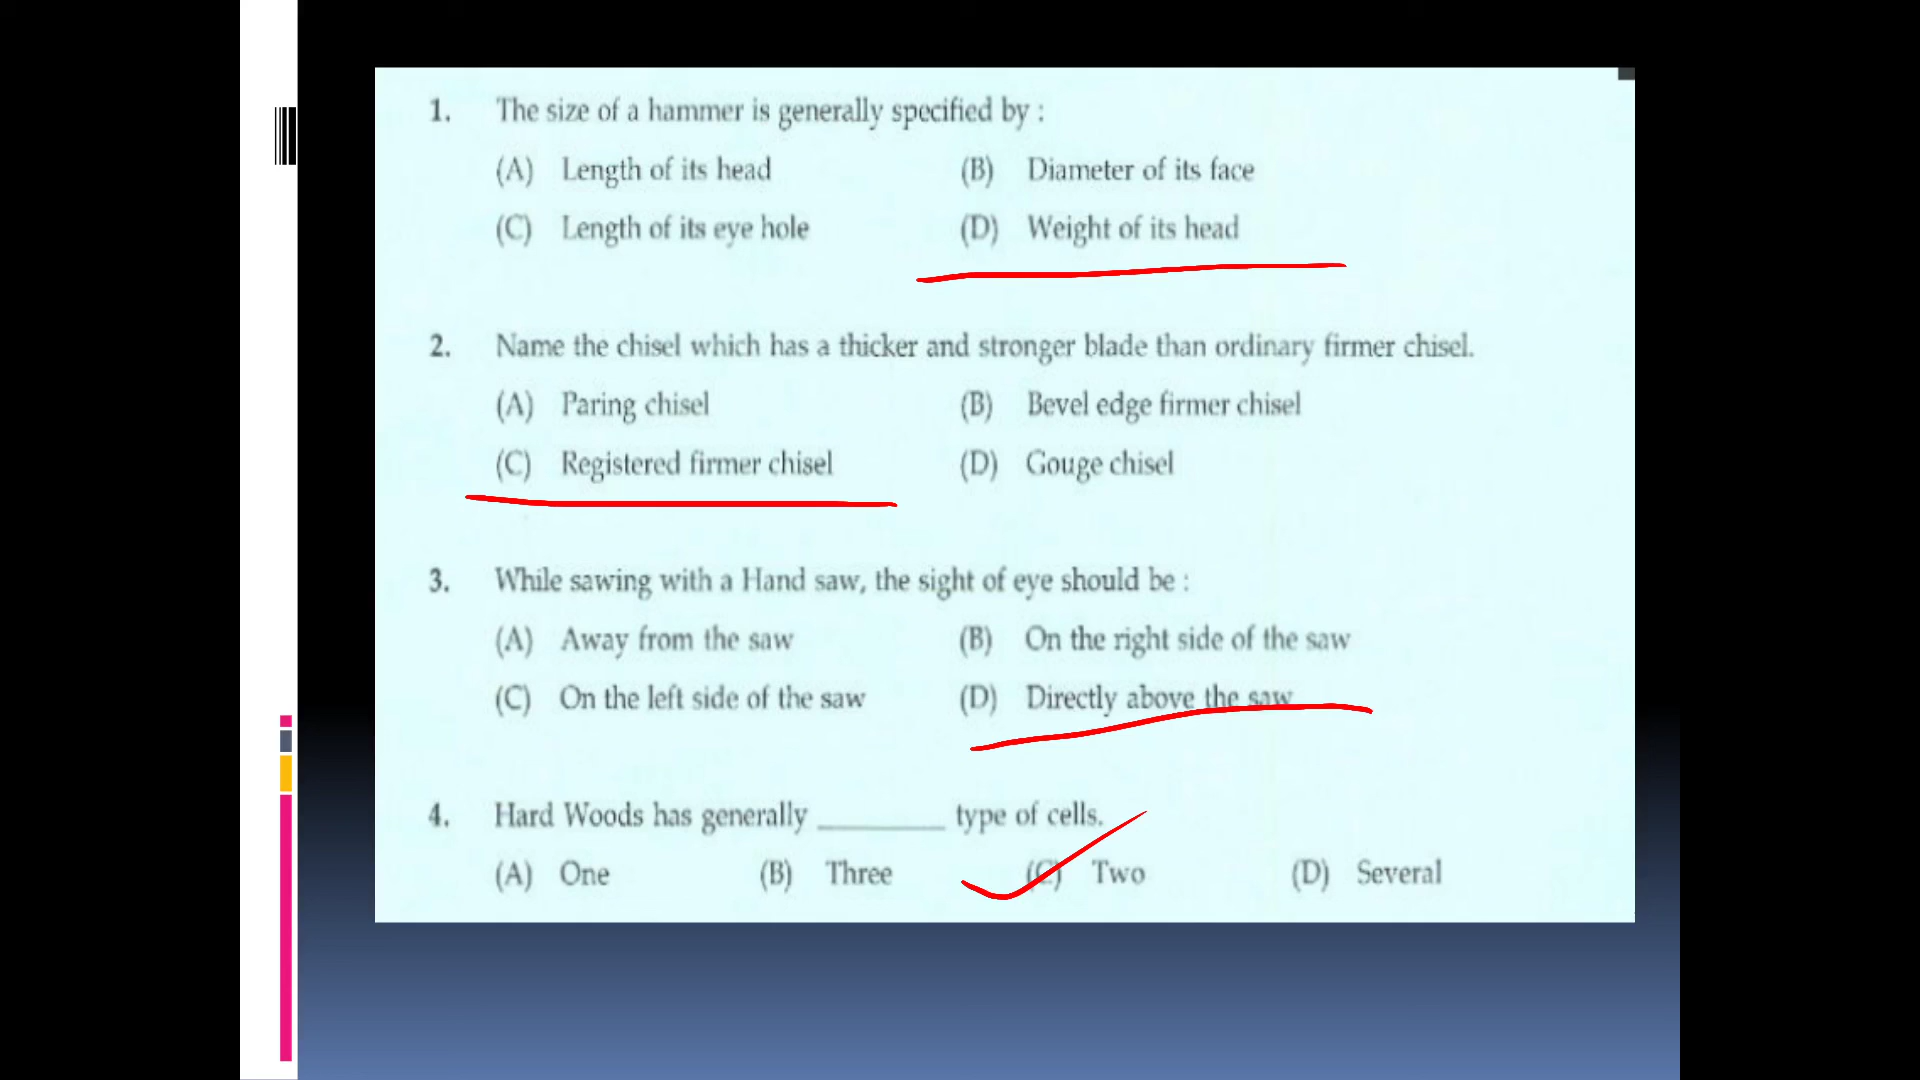 1. The size of a hammer is generally specified by :
(A) Length of its head (B) Diameter of its face
(C) Length of its eye hole (D) Weight of its head
2. Name the chisel which has a thicker and stronger blade than ordinary firmer chisel.
(A) Paring chisel (B) Bevel edge firmer chisel
(C) Registered firmer chisel (D) Gouge chisel
3. While sawing with a Hand saw, the sight of eye should be :
(A) Away from the saw (B) On the right side of the saw
(C) On the left side of the saw (D) Directly above the saw
4. Hard Woods has generally ________ type of cells.
(A) One (B) Three (C) Two (D) Several